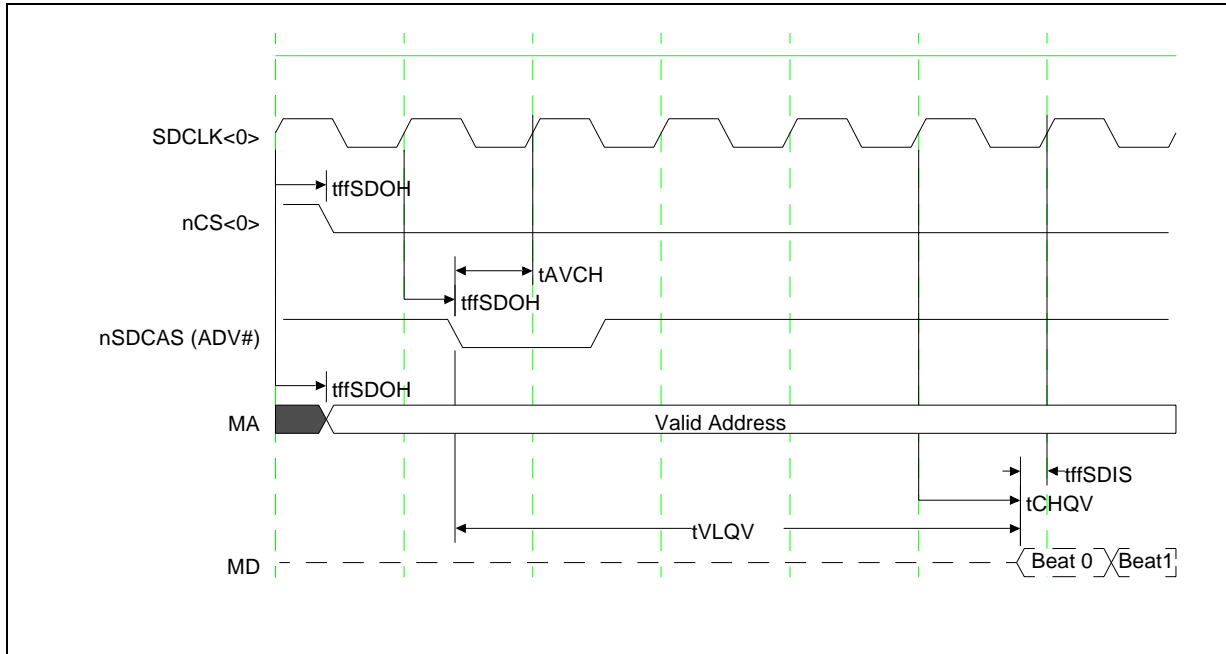 SDCLK<0>
tffSDOH
nCS<0>
tAVCH
tffSDOH
nSDCAS (ADV#)
tffSDOH
MA
Valid Address
tffSDIS
tCHQV
tVLQV
MD
Beat 0
Beat1